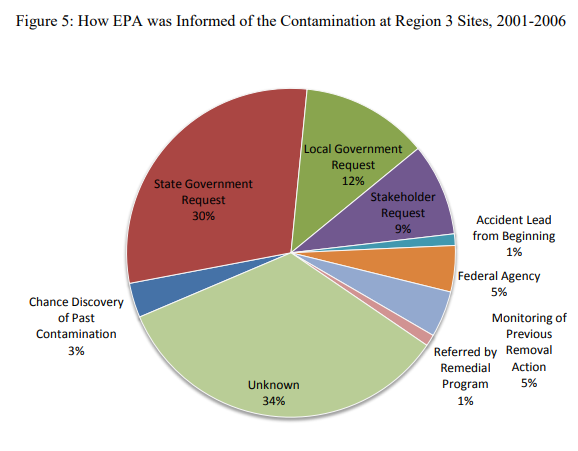 Figure 5: How EPA was Informed of the Contamination at Region 3 Sites, 2001-2006
Local Government
Request
12%
State Government
Request
30%
Stakeholder
Request
9%
Accident Lead
from Beginning
1%
Federal Agency
5%
Chance Discovery
of Past
Contamination
3%
Monitoring of
Previous
Removal
Action
5%
Referred by
Remedial
Program
1%
Unknown
34%